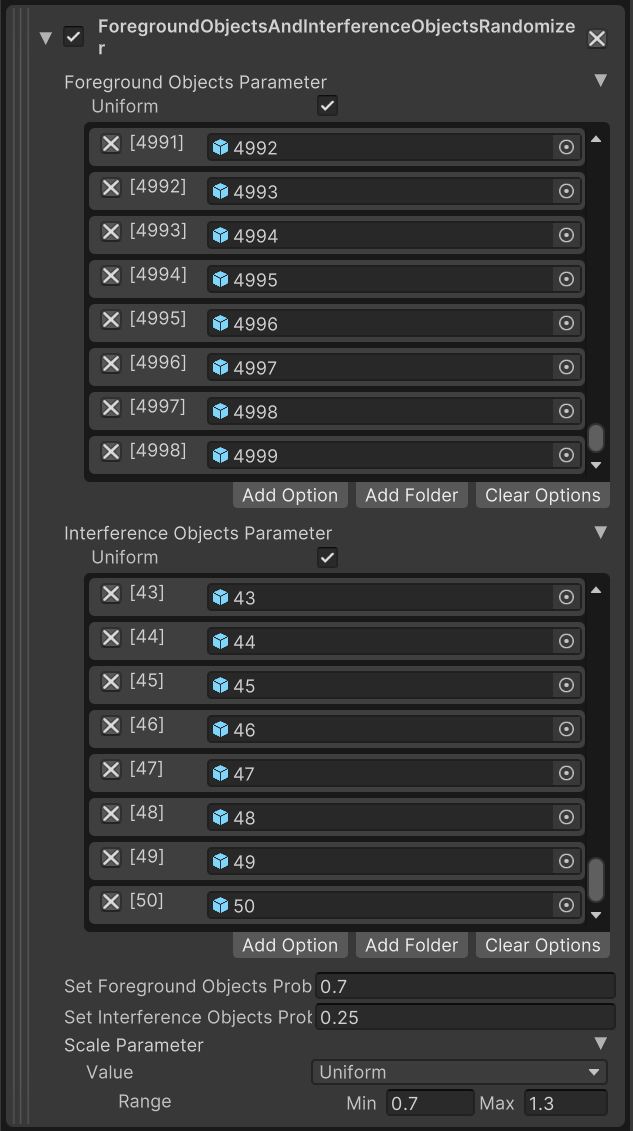 ForegroundObjectsAndInterferenceObjectsRandomize
r
Foreground Objects Parameter
Uniform
[4991] 4992
[4992] 4993
[4993] 4994
[4994] 4995
[4995] 4996
[4996] 4997
[4997] 4998
[4998] 4999
Add Option Add Folder Clear Options
Interference Objects Parameter
Uniform
[43] 43
[44] 44
[45] 45
[46] 46
[47] 47
[48] 48
[49] 49
[50] 50
Add Option Add Folder Clear Options
Set Foreground Objects Prob 0.7
Set Interference Objects Prob 0.25
Scale Parameter
Value Uniform
Range Min 0.7 Max 1.3